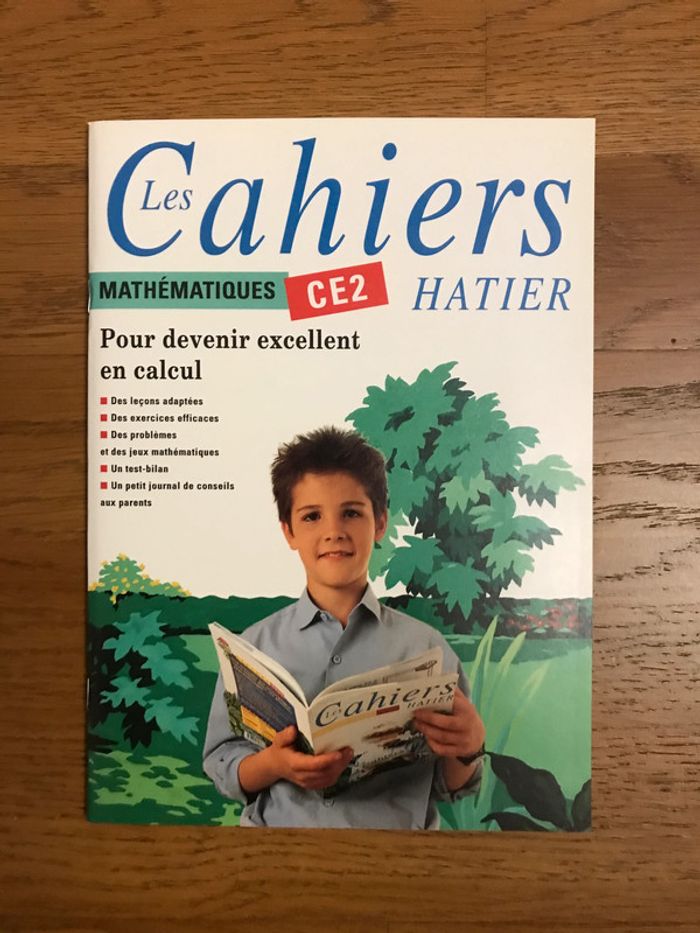 Les Cahiers
MATHÉMATIQUES CE2 HATIER
Pour devenir excellent
en calcul
Des leçons adaptées
Des exercices efficaces
Des problèmes
et des jeux mathématiques
Un test-bilan
Un petit journal de conseils
aux parents
Les Cahiers
HATIER